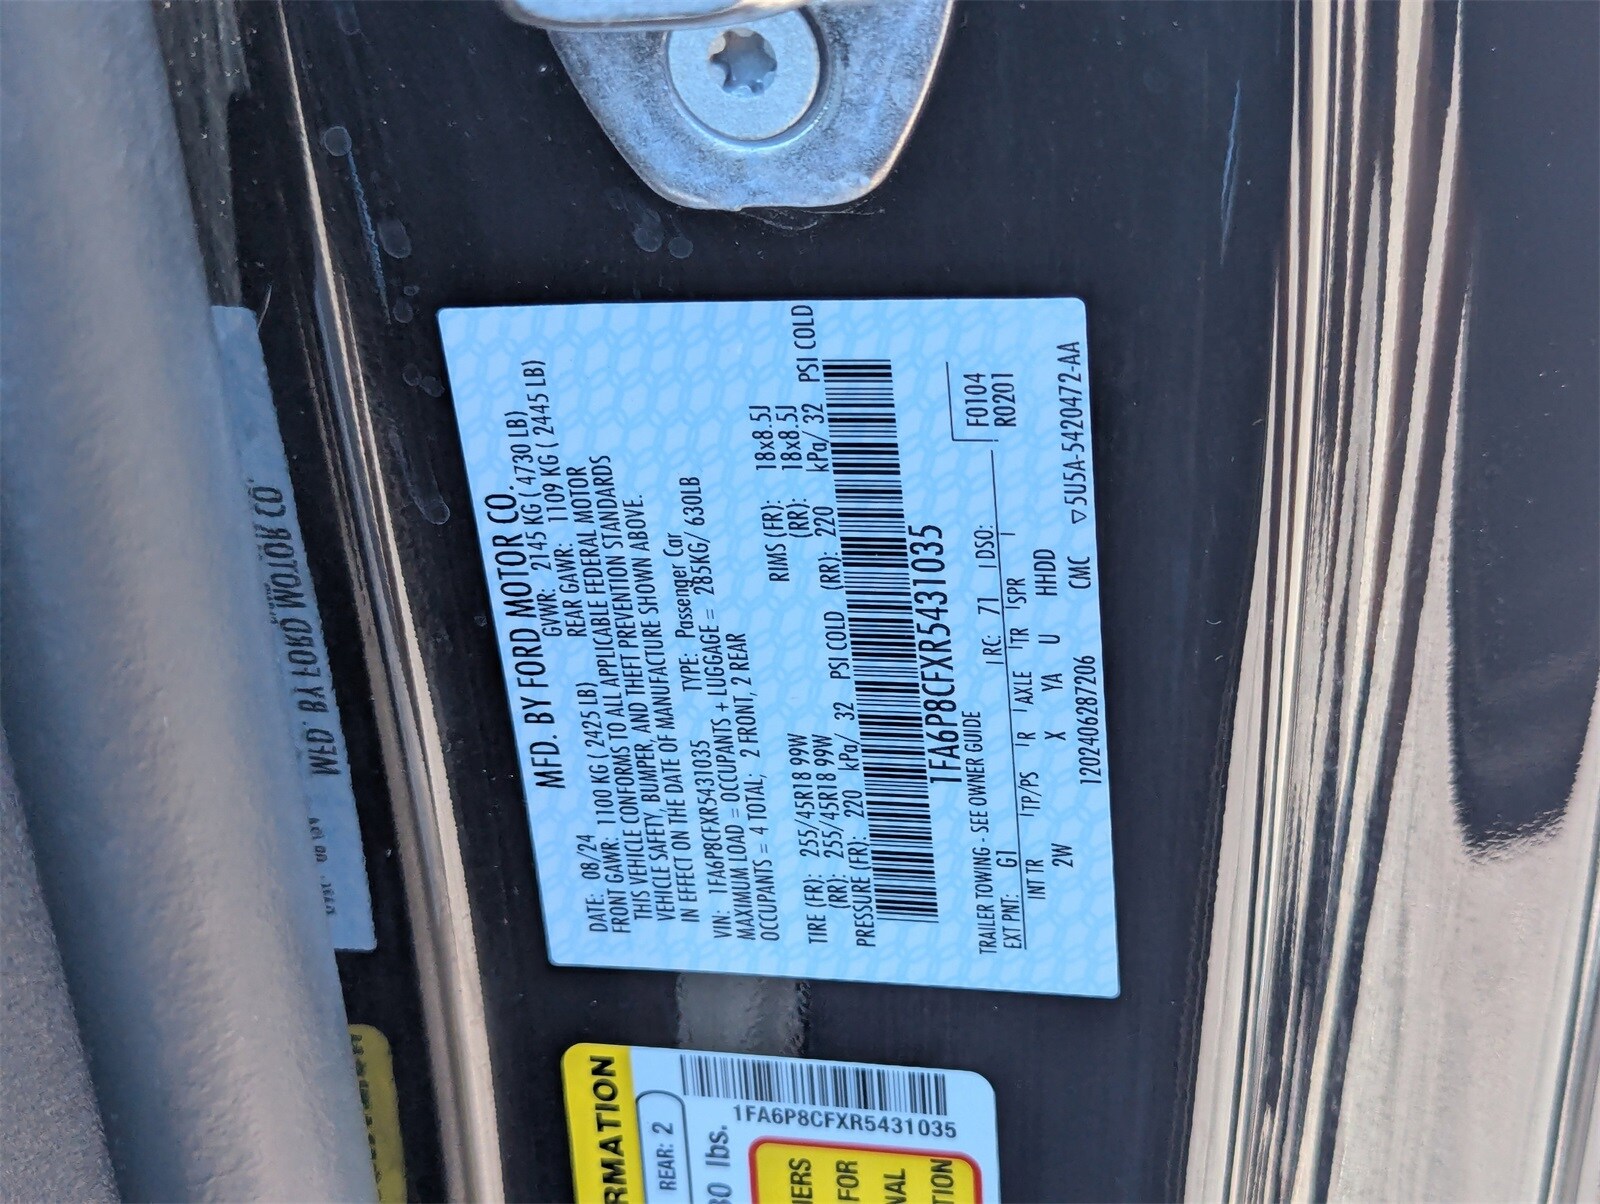 MFD. BY FORD MOTOR CO.
DATE: 08/24 GVWR: 2145 KG ( 4730 LB)
FRONT GAWR: 1100 KG ( 2425 LB) REAR GAWR: 1109 KG ( 2445 LB)
THIS VEHICLE CONFORMS TO ALL APPLICABLE FEDERAL MOTOR
VEHICLE SAFETY, BUMPER, AND THEFT PREVENTION STANDARDS
IN EFFECT ON THE DATE OF MANUFACTURE SHOWN ABOVE.
VIN: 1FA6P8CFXR5431035 TYPE: Passenger Car
MAXIMUM LOAD = OCCUPANTS + LUGGAGE = 285KG/ 630LB
OCCUPANTS = 4 TOTAL; 2 FRONT, 2 REAR
TIRE (FR): 255/45R18 99W RIMS (FR): 18x8.5J
(RR): 255/45R18 99W (RR): 18x8.5J
PRESSURE (FR): 220 kPa/ 32 PSI COLD (RR): 220 kPa/ 32 PSI COLD
1FA6P8CFXR5431035
TRAILER TOWING - SEE OWNER GUIDE F0104
EXT PNT: G1 RC: 71 DSO: R0201
INT TR TP/PS R AXLE TR SPR
2W X YA U HHDD
1202406287206 CMC ▽5U5A-5420472-AA
MFD. BY FORD MOTOR CO.
RMATION
REAR: 2
lbs.
1FA6P8CFXR5431035
FOR